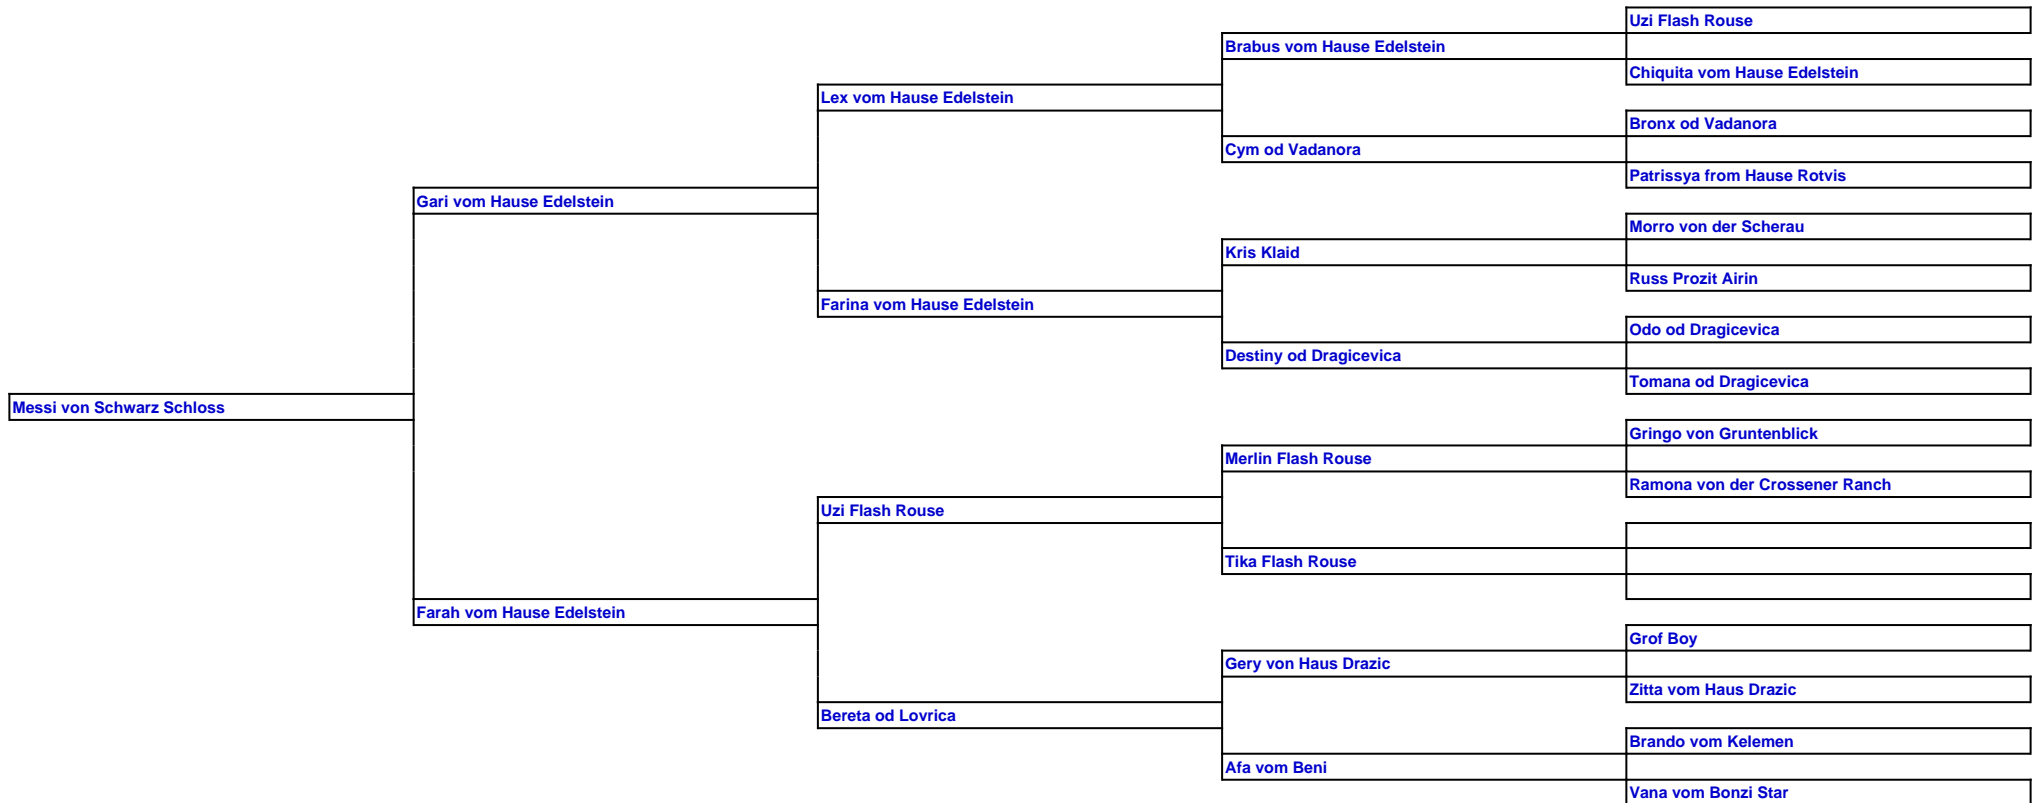 Uzi Flash Rouse
Brabus vom Hause Edelstein
Chiquita vom Hause Edelstein
Lex vom Hause Edelstein
Bronx od Vadanora
Cym od Vadanora
Patrissya from Hause Rotvis
Gari vom Hause Edelstein
Morro von der Scherau
Kris Klaid
Russ Prozit Airin
Farina vom Hause Edelstein
Odo od Dragicevica
Destiny od Dragicevica
Tomana od Dragicevica
Messi von Schwarz Schloss
Gringo von Gruntenblick
Merlin Flash Rouse
Ramona von der Crossener Ranch
Uzi Flash Rouse
Tika Flash Rouse
Farah vom Hause Edelstein
Grof Boy
Gery von Haus Drazic
Zitta vom Haus Drazic
Bereta od Lovrica
Brando vom Kelemen
Afa vom Beni
Vana vom Bonzi Star